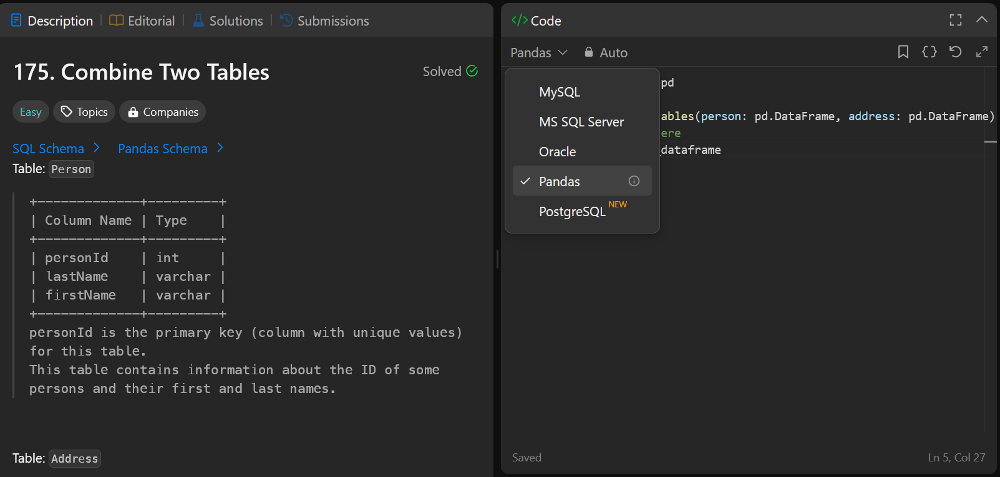 Description | Editorial | Solutions | Submissions
175. Combine Two Tables
Solved
Easy
Topics
Companies
SQL Schema
Pandas Schema
Table: Person
+-------------+---------+
| Column Name | Type    |
+-------------+---------+
| personId    | int     |
| lastName    | varchar |
| firstName   | varchar |
+-------------+---------+
personId is the primary key (column with unique values)
for this table.
This table contains information about the ID of some
persons and their first and last names.
Table: Address
</> Code
Pandas
Auto
MySQL
MS SQL Server
Oracle
Pandas
PostgreSQL NEW
pd
ables(person: pd.DataFrame, address: pd.DataFrame)
ere
_dataframe
Saved
Ln 5, Col 27